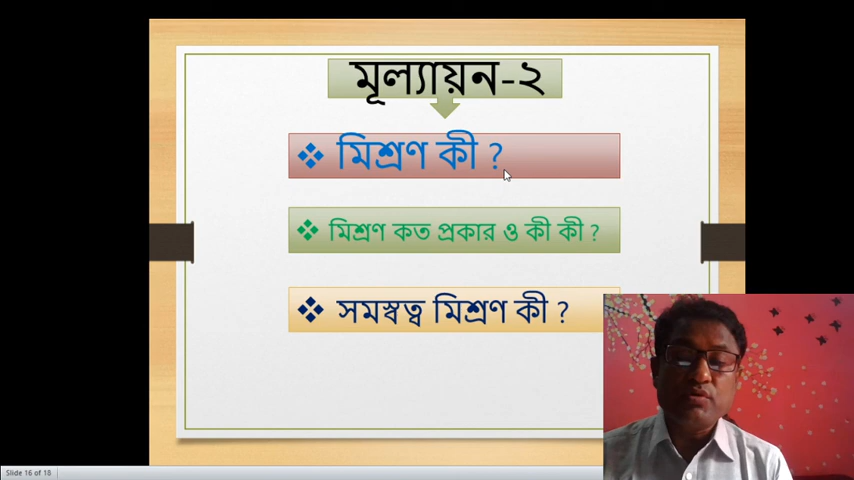 মূল্যায়ন-২
❖ মিশ্রণ কী ?
❖ মিশ্রণ কত প্রকার ও কী কী ?
❖ সমস্বত্ব মিশ্রণ কী ?
Slide 16 of 18